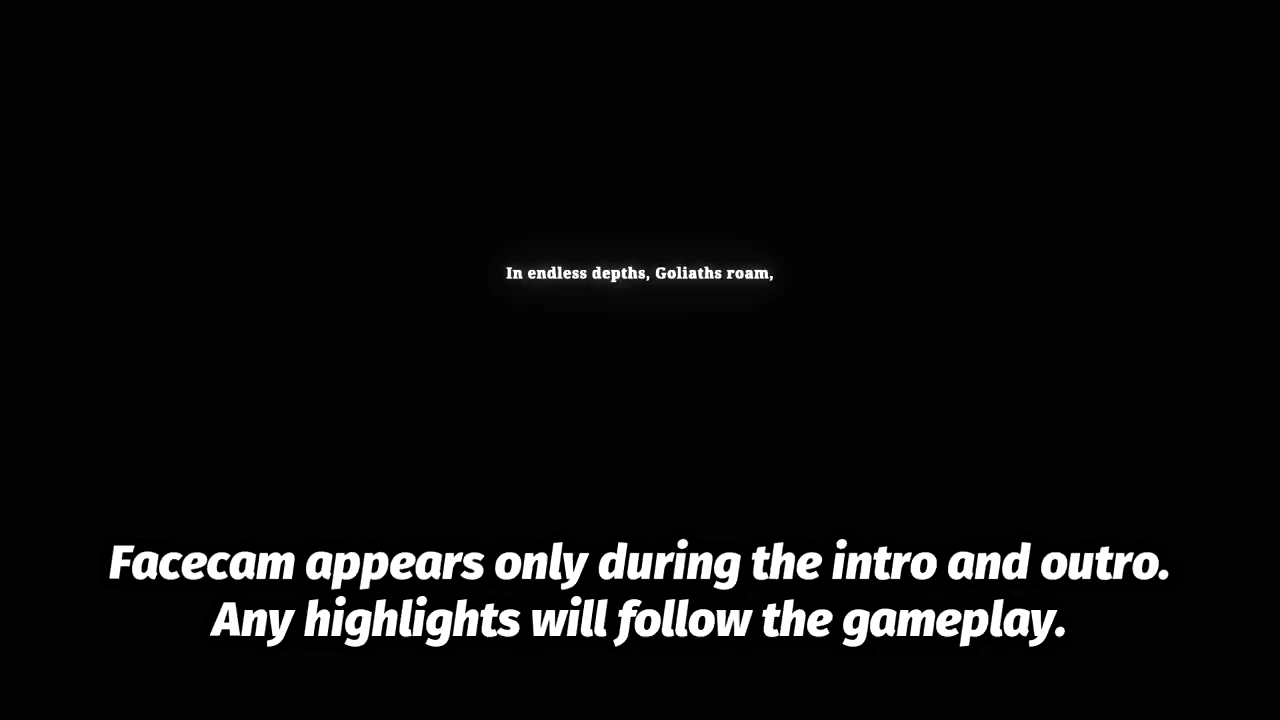 In endless depths, Goliaths roam,
Facecam appears only during the intro and outro.
Any highlights will follow the gameplay.